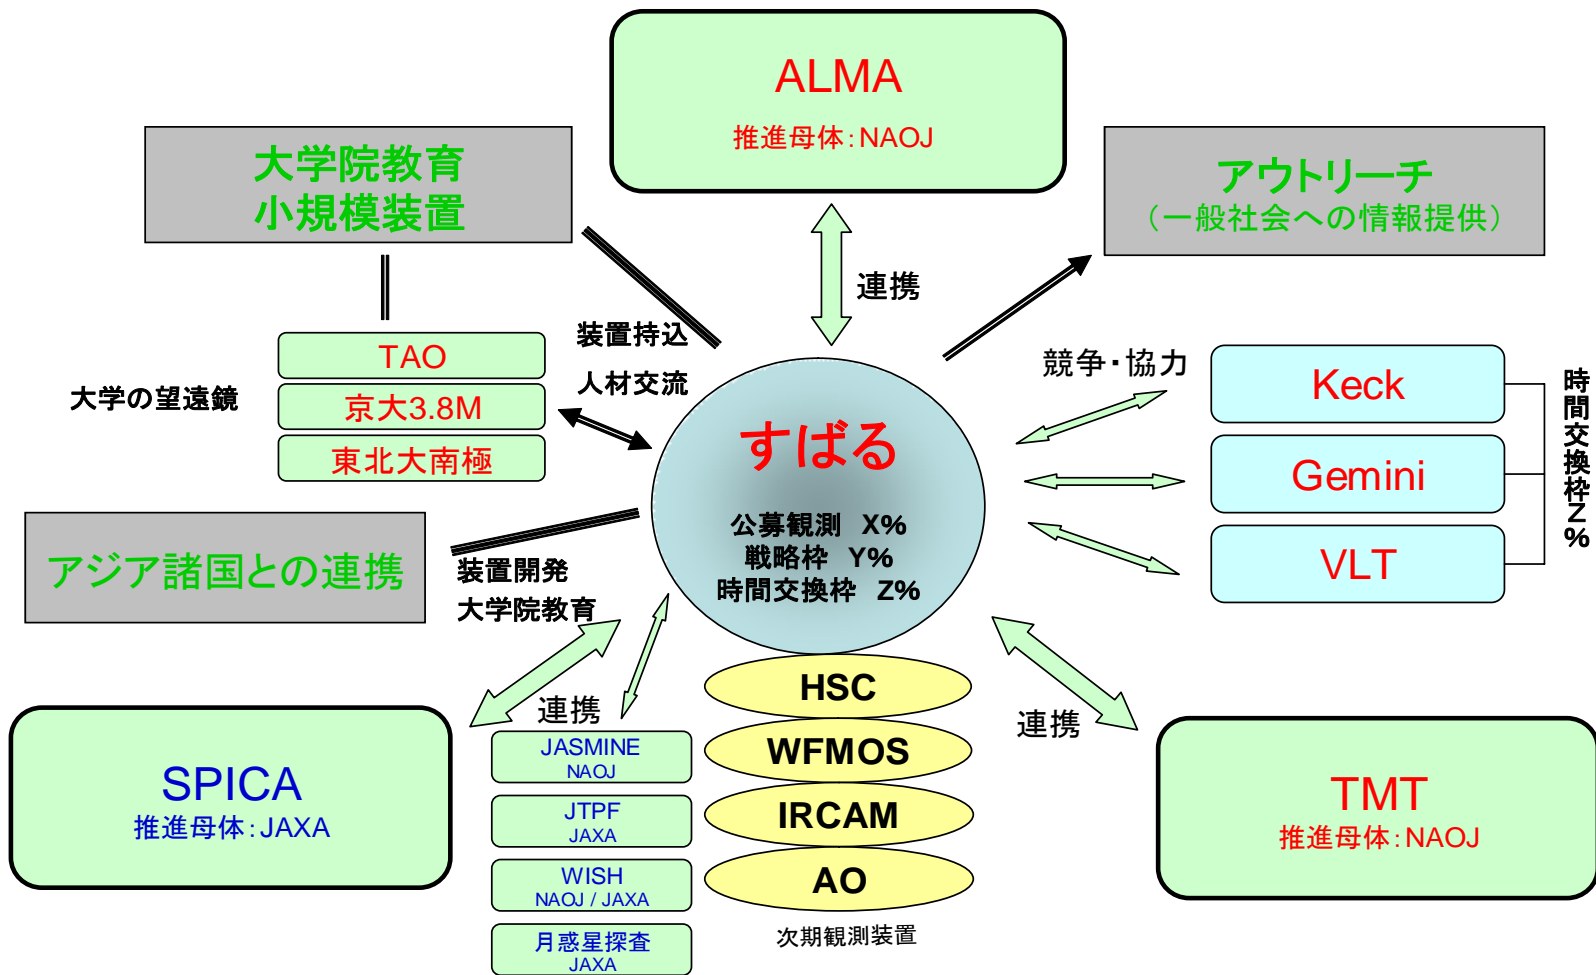 ALMA
推進母体：NAOJ
大学院教育
小規模装置
アウトリーチ
（一般社会への情報提供）
連携
装置持込
人材交流
TAO
京大3.8M
東北大南極
大学の望遠鏡
競争・協力
Keck
Gemini
VLT
時間交換枠Z%
すばる
公募観測 X%
戦略枠 Y%
時間交換枠 Z%
アジア諸国との連携
装置開発
大学院教育
連携
SPICA
推進母体：JAXA
JASMINE
NAOJ
JTPF
JAXA
WISH
NAOJ / JAXA
月惑星探査
JAXA
HSC
WFMOS
IRCAM
AO
次期観測装置
連携
TMT
推進母体：NAOJ